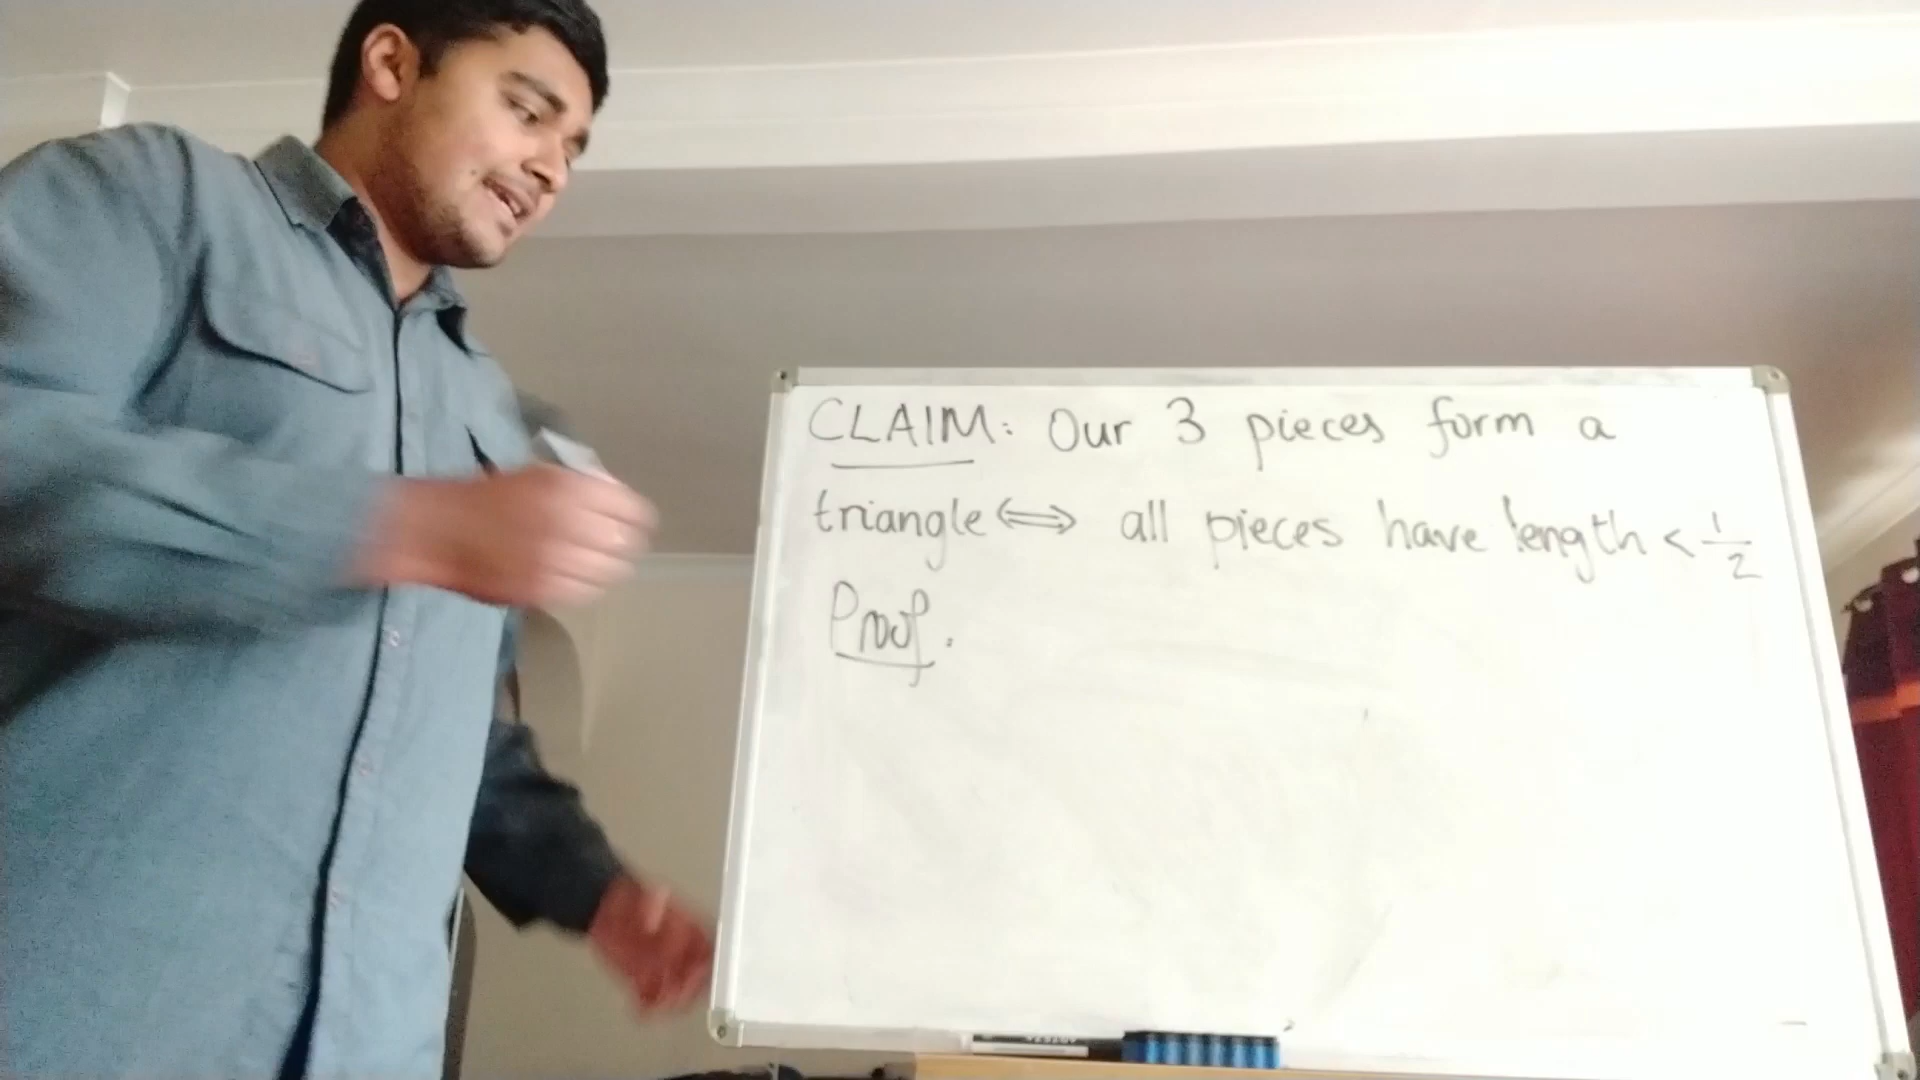 CLAIM: Our 3 pieces form a
triangle ⟺ all pieces have length < 1/2
Proof.